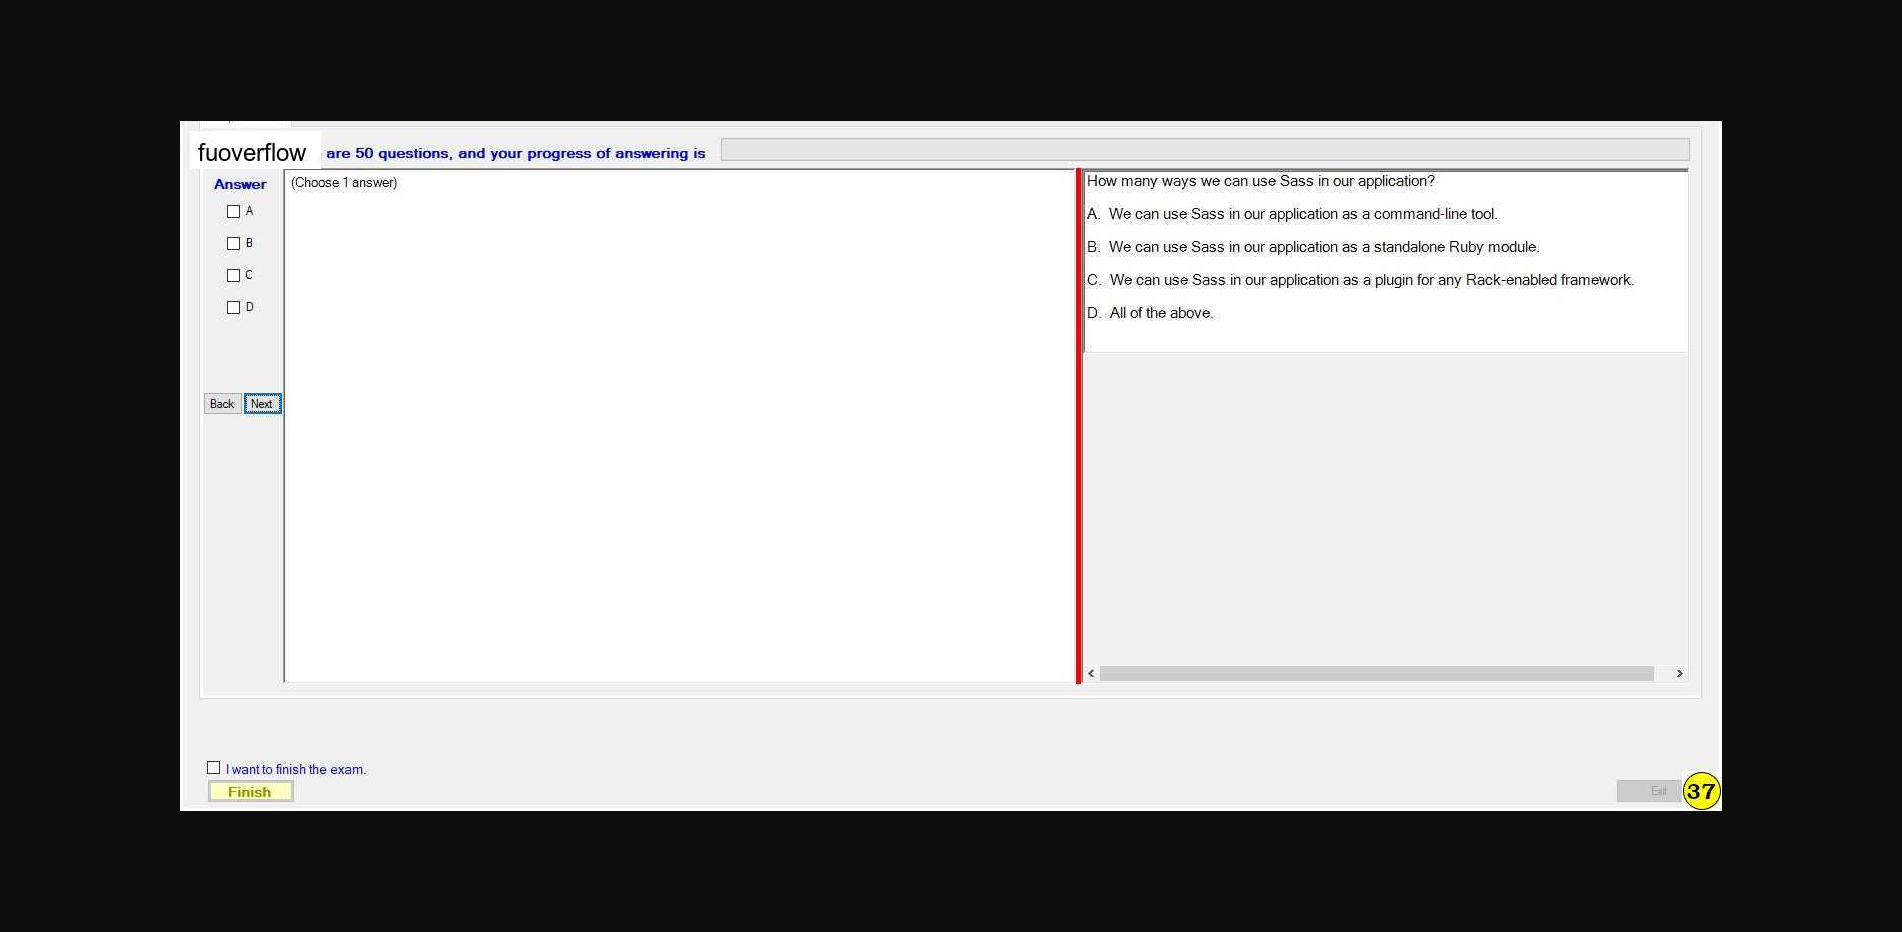 fuoverflow are 50 questions, and your progress of answering is
Answer
A
B
C
D
Back Next
(Choose 1 answer)
How many ways we can use Sass in our application?
A. We can use Sass in our application as a command-line tool.
B. We can use Sass in our application as a standalone Ruby module.
C. We can use Sass in our application as a plugin for any Rack-enabled framework.
D. All of the above.
I want to finish the exam.
Finish
Exit
37